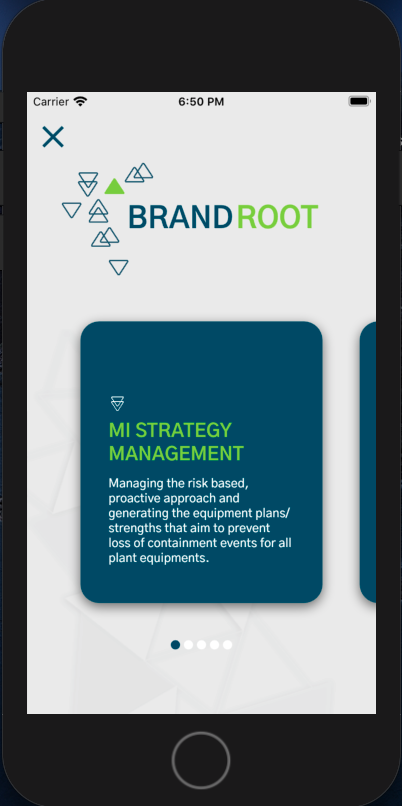 Carrier 6:50 PM
BRANDROOT
MI STRATEGY
MANAGEMENT
Managing the risk based,
proactive approach and
generating the equipment plans/
strengths that aim to prevent
loss of containment events for all
plant equipments.